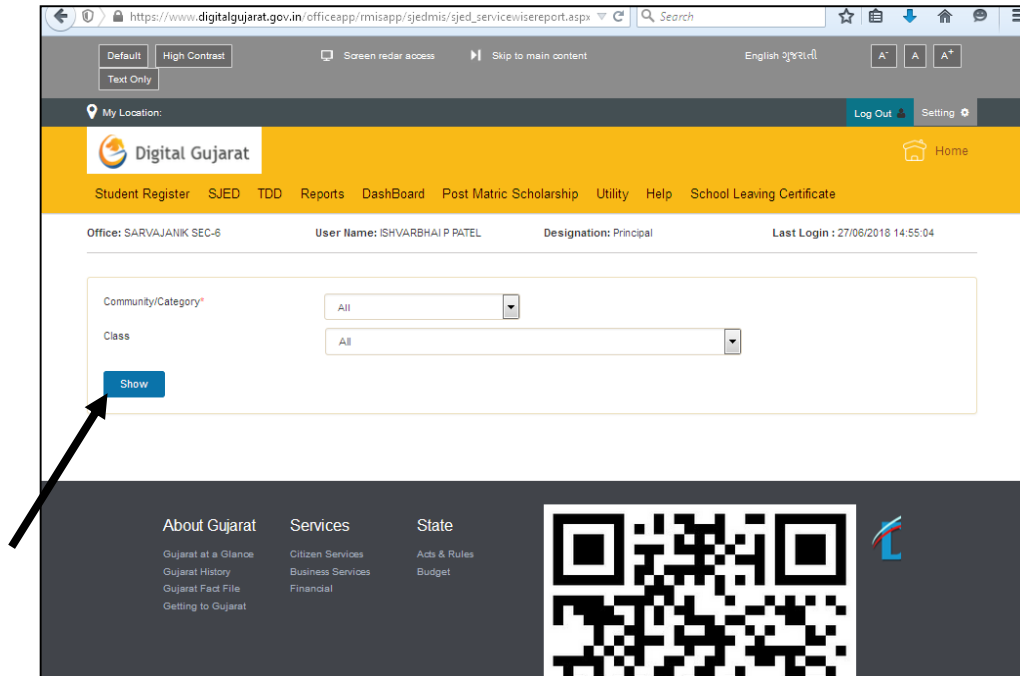 https://www.digitalgujarat.gov.in/officeapp/rmisapp/sjedmis/sjed_servicewisereport.aspx
Search
Default High Contrast Screen redar access Skip to main content English ગુજરાતી A- A A+
Text Only
My Location: Log Out Setting
Digital Gujarat Home
Student Register SJED TDD Reports DashBoard Post Matric Scholarship Utility Help School Leaving Certificate
Office: SARVAJANIK SEC-6 User Name: ISHVARBHAI P PATEL Designation: Principal Last Login : 27/06/2018 14:55:04
Community/Category* All
Class All
Show
About Gujarat Services State
Gujarat at a Glance Citizen Services Acts & Rules
Gujarat History Business Services Budget
Gujarat Fact File Financial
Getting to Gujarat